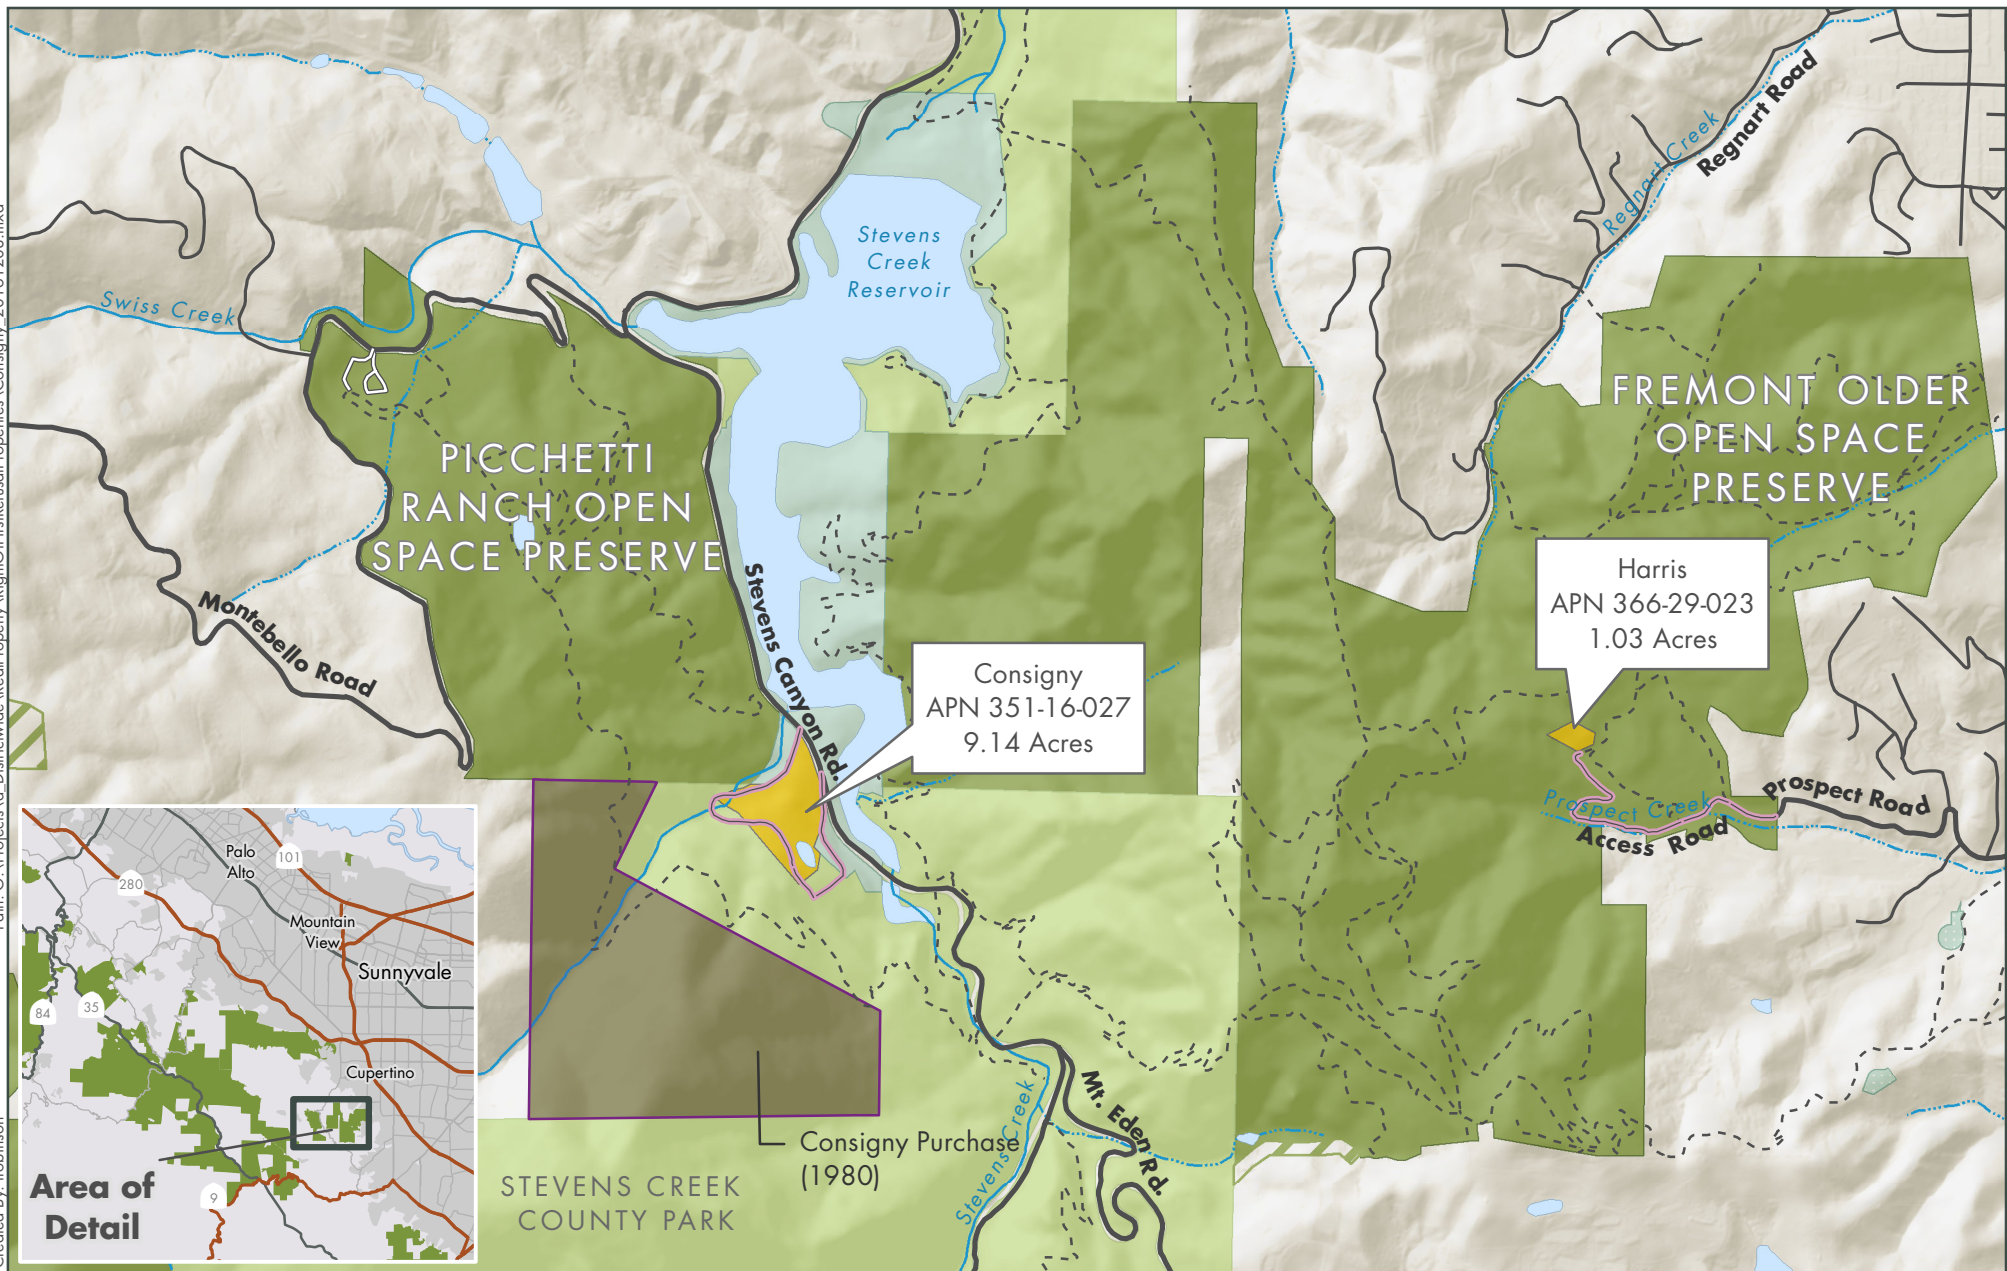 Swiss Creek
Stevens
Creek
Reservoir
Regnart Creek
Regnart Road
PICCHETTI
RANCH OPEN
SPACE PRESERVE
FREMONT OLDER
OPEN SPACE
PRESERVE
Montebello Road
Stevens Canyon Rd.
Consigny
APN 351-16-027
9.14 Acres
Harris
APN 366-29-023
1.03 Acres
Prospect Creek
Access Road
Prospect Road
Mt. Eden Rd.
Stevens Creek
Consigny Purchase
(1980)
STEVENS CREEK
COUNTY PARK
Palo
Alto
101
280
Mountain
View
Sunnyvale
84
35
Cupertino
9
Area of
Detail